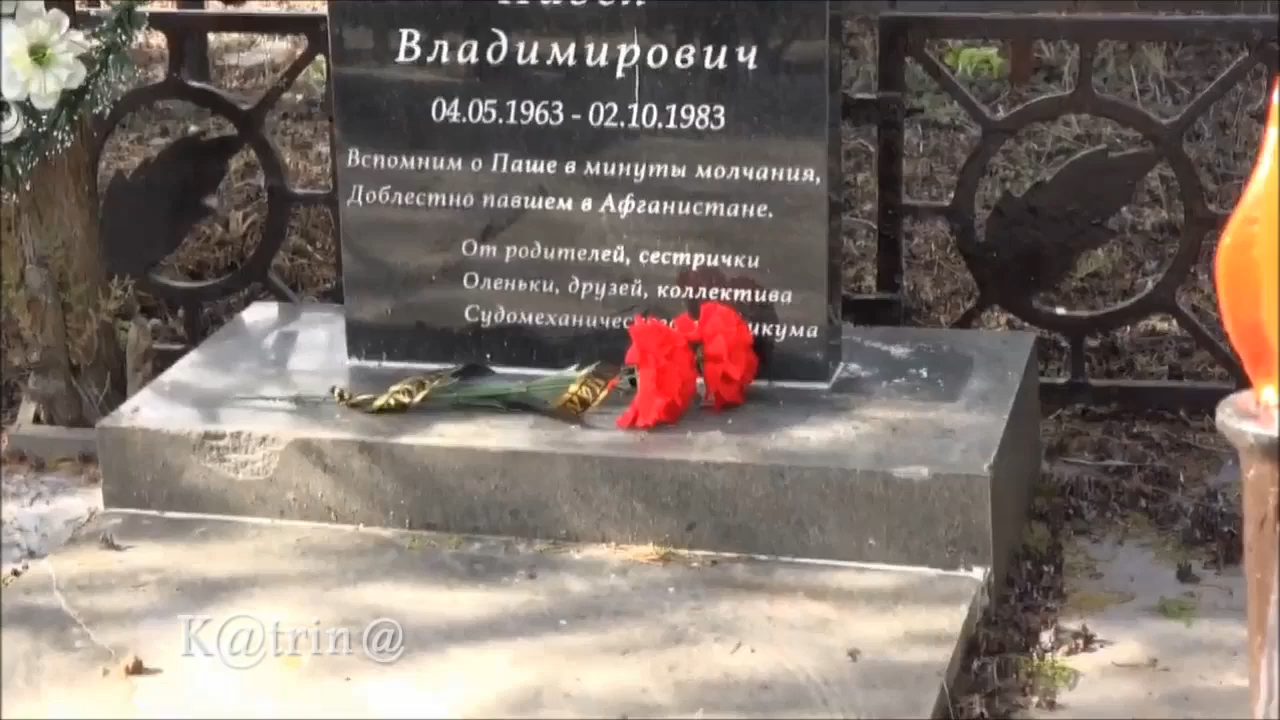 Владимирович
04.05.1963 - 02.10.1983
Вспомним о Паше в минуты молчания,
Доблестно павшем в Афганистане.
От родителей, сестрички
Оленьки, друзей, коллектива
K@trin@